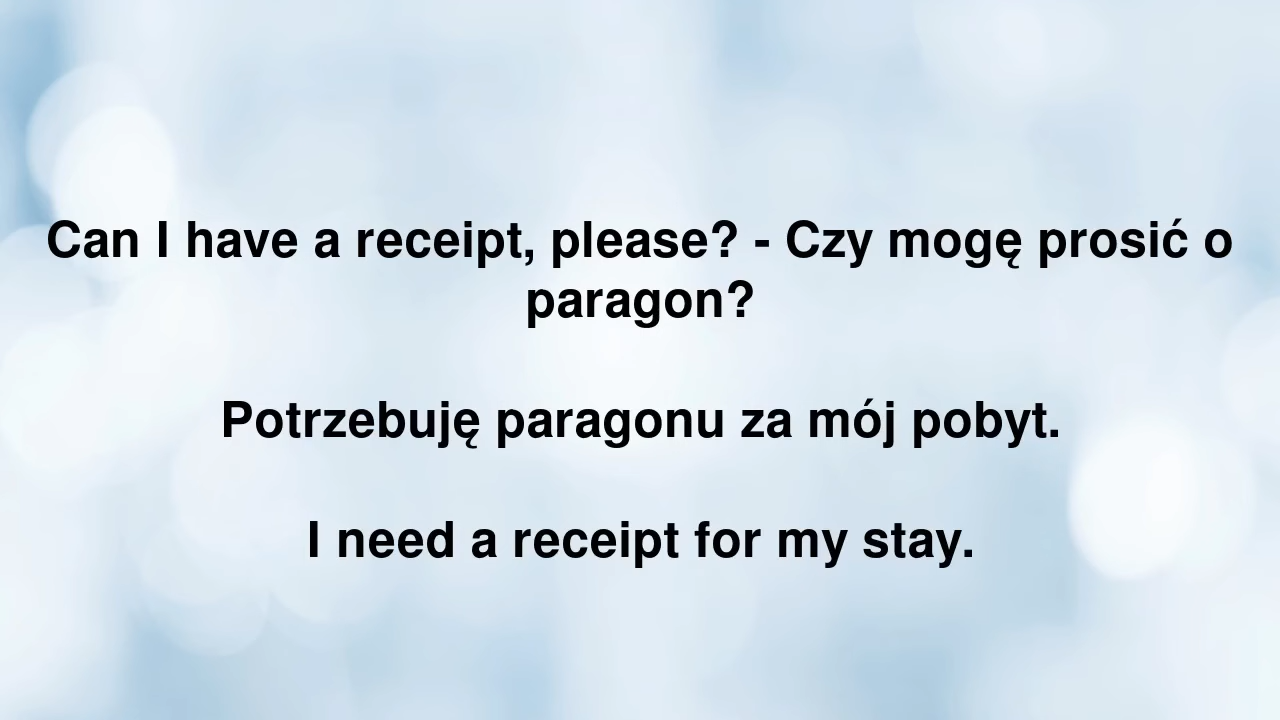 Can I have a receipt, please? - Czy mogę prosić o
paragon?
Potrzebuję paragonu za mój pobyt.
I need a receipt for my stay.